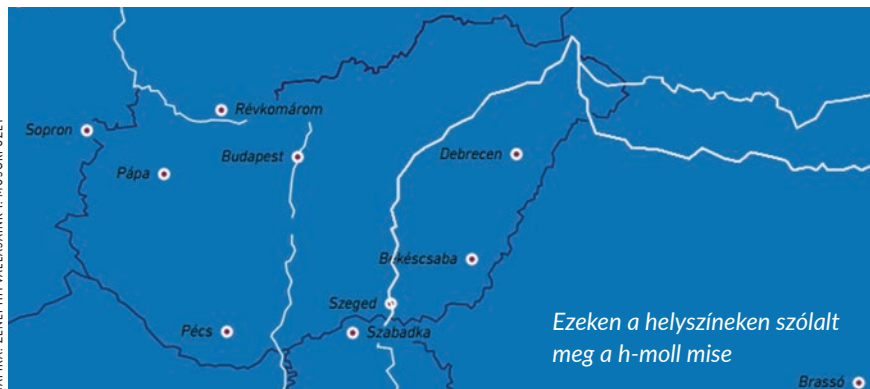 Révkomárom
Sopron
Budapest
Debrecen
Pápa
Békéscsaba
Szeged
Pécs
Szabadka
Ezeken a helyszíneken szólalt
meg a h-moll mise
Brassó